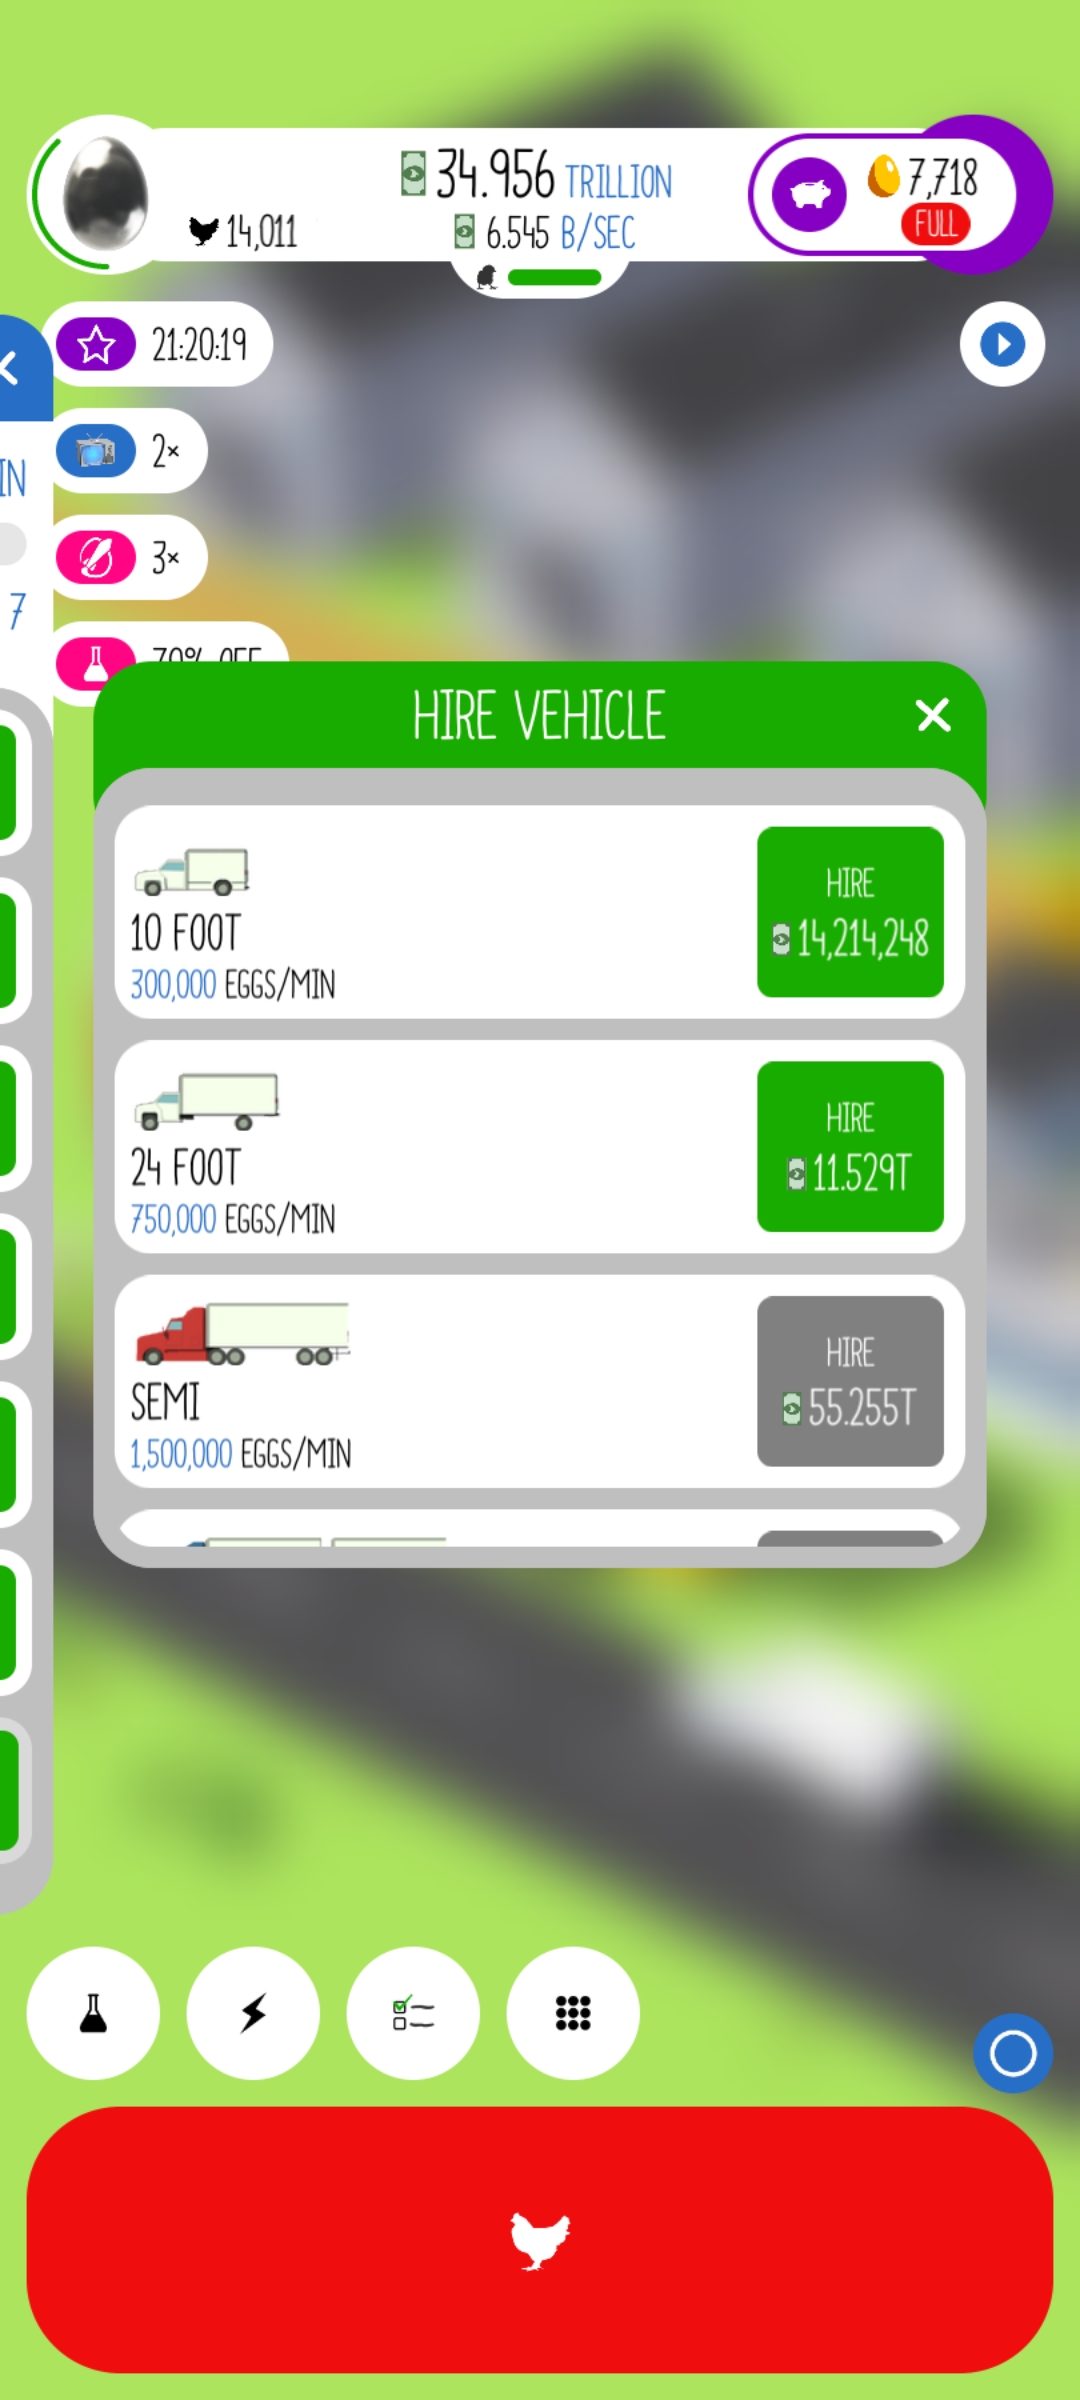 34.956 TRILLION
14,011
6.545 B/SEC
7,718
FULL
21:20:19
2×
IN
3×
7
70% OFF
HIRE VEHICLE
10 FOOT
300,000 EGGS/MIN
HIRE
14,214,248
24 FOOT
750,000 EGGS/MIN
HIRE
11.529T
SEMI
1,500,000 EGGS/MIN
HIRE
55.255T